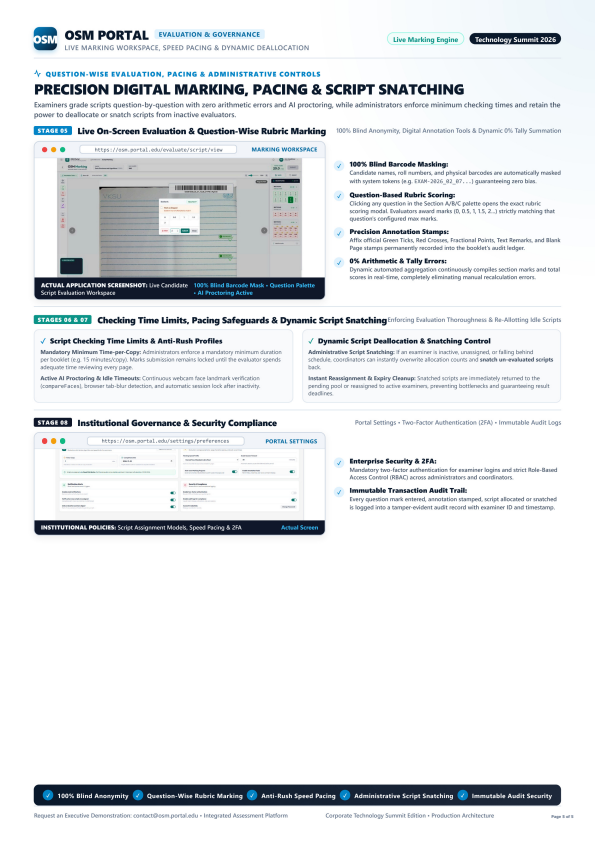 OSM
OSM PORTAL EVALUATION & GOVERNANCE
LIVE MARKING WORKSPACE, SPEED PACING & DYNAMIC DEALLOCATION
Live Marking Engine
Technology Summit 2026
QUESTION-WISE EVALUATION, PACING & ADMINISTRATIVE CONTROLS
PRECISION DIGITAL MARKING, PACING & SCRIPT SNATCHING
Examiners grade scripts question-by-question with zero arithmetic errors and AI proctoring, while administrators enforce minimum checking times and retain the
power to deallocate or snatch scripts from inactive evaluators.
STAGE 05 Live On-Screen Evaluation & Question-Wise Rubric Marking 100% Blind Anonymity, Digital Annotation Tools & Dynamic 0% Tally Summation
https://osm.portal.edu/evaluate/script/view MARKING WORKSPACE
ACTUAL APPLICATION SCREENSHOT: Live Candidate
Script Evaluation Workspace
100% Blind Barcode Mask • Question Palette
• AI Proctoring Active
✓ 100% Blind Barcode Masking:
Candidate names, roll numbers, and physical barcodes are automatically masked
with system tokens (e.g. EXAM-2026_02_07...) guaranteeing zero bias.
✓ Question-Based Rubric Scoring:
Clicking any question in the Section A/B/C palette opens the exact rubric
scoring modal. Evaluators award marks (0, 0.5, 1, 1.5, 2...) strictly matching that
question's configured max marks.
✓ Precision Annotation Stamps:
Affix official Green Ticks, Red Crosses, Fractional Points, Text Remarks, and Blank
Page stamps permanently recorded into the booklet's audit ledger.
✓ 0% Arithmetic & Tally Errors:
Dynamic automated aggregation continuously compiles section marks and total
scores in real-time, completely eliminating manual recalculation errors.
STAGES 06 & 07 Checking Time Limits, Pacing Safeguards & Dynamic Script Snatching Enforcing Evaluation Thoroughness & Re-Allotting Idle Scripts
✓ Script Checking Time Limits & Anti-Rush Profiles
Mandatory Minimum Time-per-Copy: Administrators enforce a mandatory minimum duration
per booklet (e.g. 15 minutes/copy). Marks submission remains locked until the evaluator spends
adequate time reviewing every page.
Active AI Proctoring & Idle Timeouts: Continuous webcam face landmark verification
(compareFaces), browser tab-blur detection, and automatic session lock after inactivity.
✓ Dynamic Script Deallocation & Snatching Control
Administrative Script Snatching: If an examiner is inactive, unassigned, or falling behind
schedule, coordinators can instantly overwrite allocation counts and snatch un-evaluated scripts
back.
Instant Reassignment & Expiry Cleanup: Snatched scripts are immediately returned to the
pending pool or reassigned to active examiners, preventing bottlenecks and guaranteeing result
deadlines.
STAGE 08 Institutional Governance & Security Compliance Portal Settings • Two-Factor Authentication (2FA) • Immutable Audit Logs
https://osm.portal.edu/settings/preferences PORTAL SETTINGS
INSTITUTIONAL POLICIES: Script Assignment Models, Speed Pacing & 2FA Actual Screen
✓ Enterprise Security & 2FA:
Mandatory two-factor authentication for examiner logins and strict Role-Based
Access Control (RBAC) across administrators and coordinators.
✓ Immutable Transaction Audit Trail:
Every question mark entered, annotation stamped, script allocated or snatched
is logged into a tamper-evident audit record with examiner ID and timestamp.
✓ 100% Blind Anonymity ✓ Question-Wise Rubric Marking ✓ Anti-Rush Speed Pacing ✓ Administrative Script Snatching ✓ Immutable Audit Security
Request an Executive Demonstration: contact@osm.portal.edu • Integrated Assessment Platform
Corporate Technology Summit Edition • Production Architecture